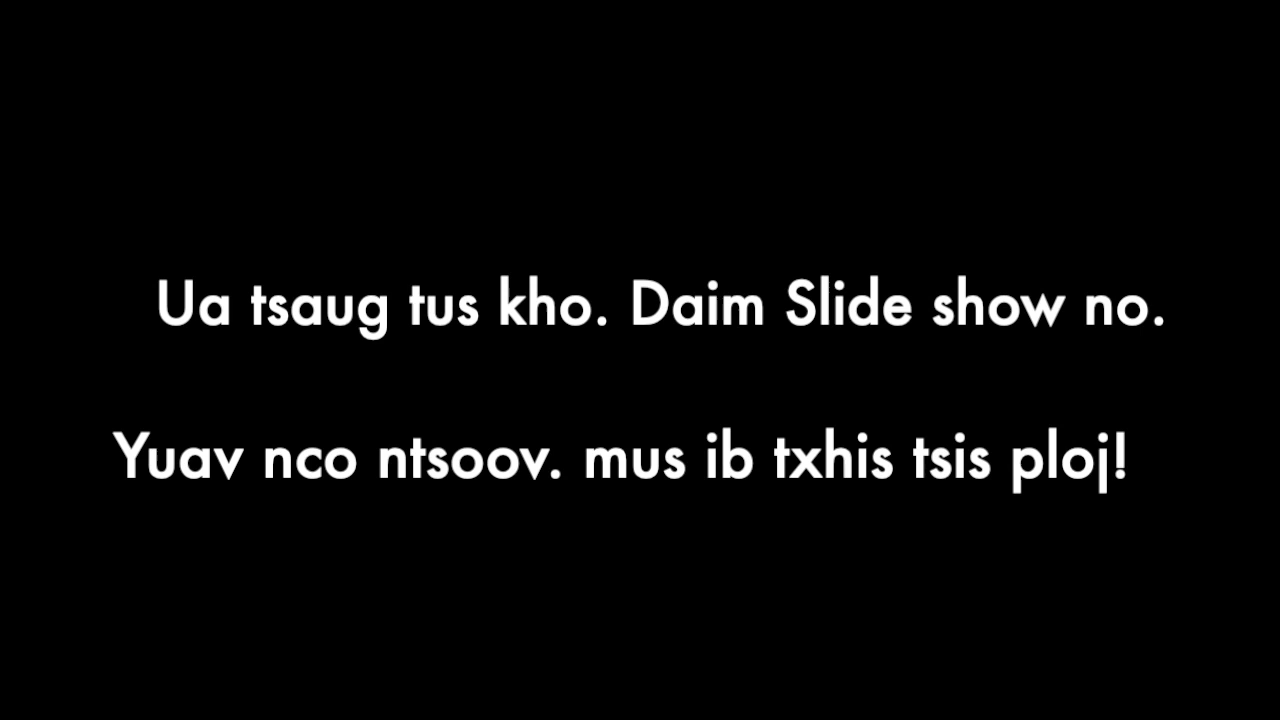 Ua tsaug tus kho. Daim Slide show no.
Yuav nco ntsoov. mus ib txhis tsis ploj!